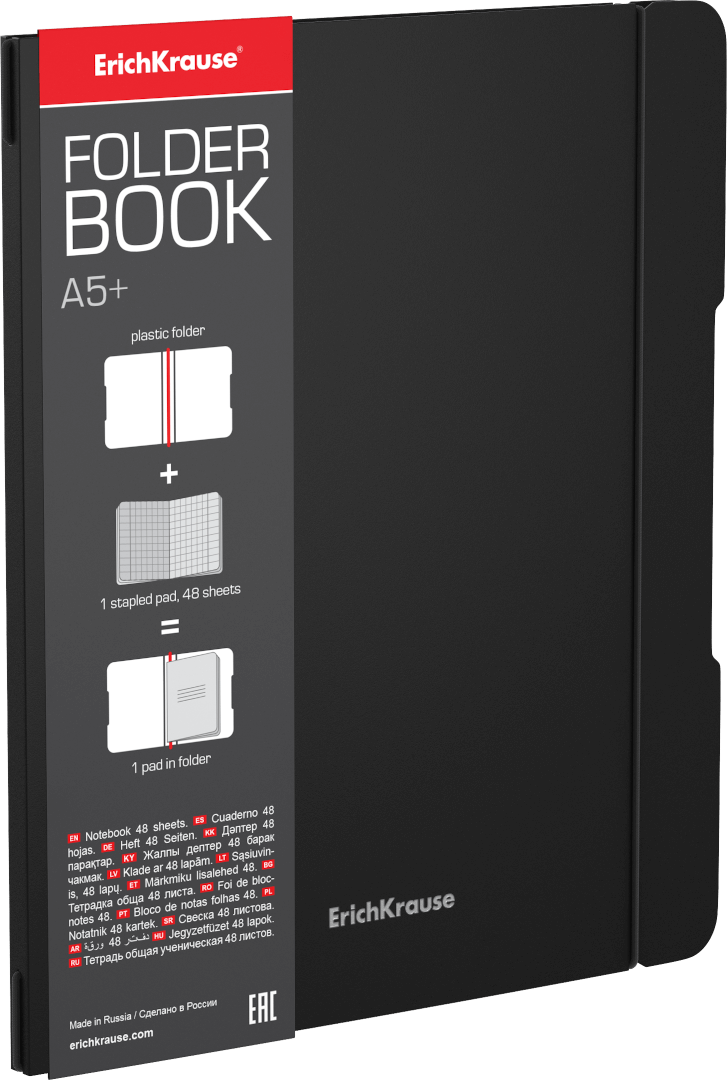 ErichKrause®
FOLDER
BOOK
A5+
plastic folder
+
1 stapled pad, 48 sheets
=
1 pad in folder
EN Notebook 48 sheets. ES Cuaderno 48
hojas. DE Heft 48 Seiten. KK Дәптер 48
парақтар. KY Жалпы дептер 48 барак
чакмак. LV Klade ar 48 lapām. LT Sąsiuvin-
is, 48 lapų. ET Märkmiku lisalehed 48. BG
Тетрадка обща 48 листа. RO Foi de bloc-
notes 48. PT Bloco de notas folhas 48. PL
Notatnik 48 kartek. SR Свеска 48 листова.
AR دفتر 48 ورقة HU Jegyzetfüzet 48 lapok.
RU Тетрадь общая ученическая 48 листов.
Made in Russia / Сделано в России
erichkrause.com
EAC
ErichKrause